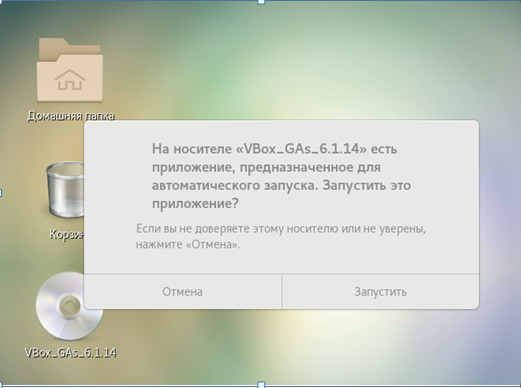 Домашняя папка
На носителе «VBox_GAs_6.1.14» есть
приложение, предназначенное для
автоматического запуска. Запустить это
приложение?
Если вы не доверяете этому носителю или не уверены,
нажмите «Отмена».
Корзин
Отмена
Запустить
VBox_GAs_6.1.14